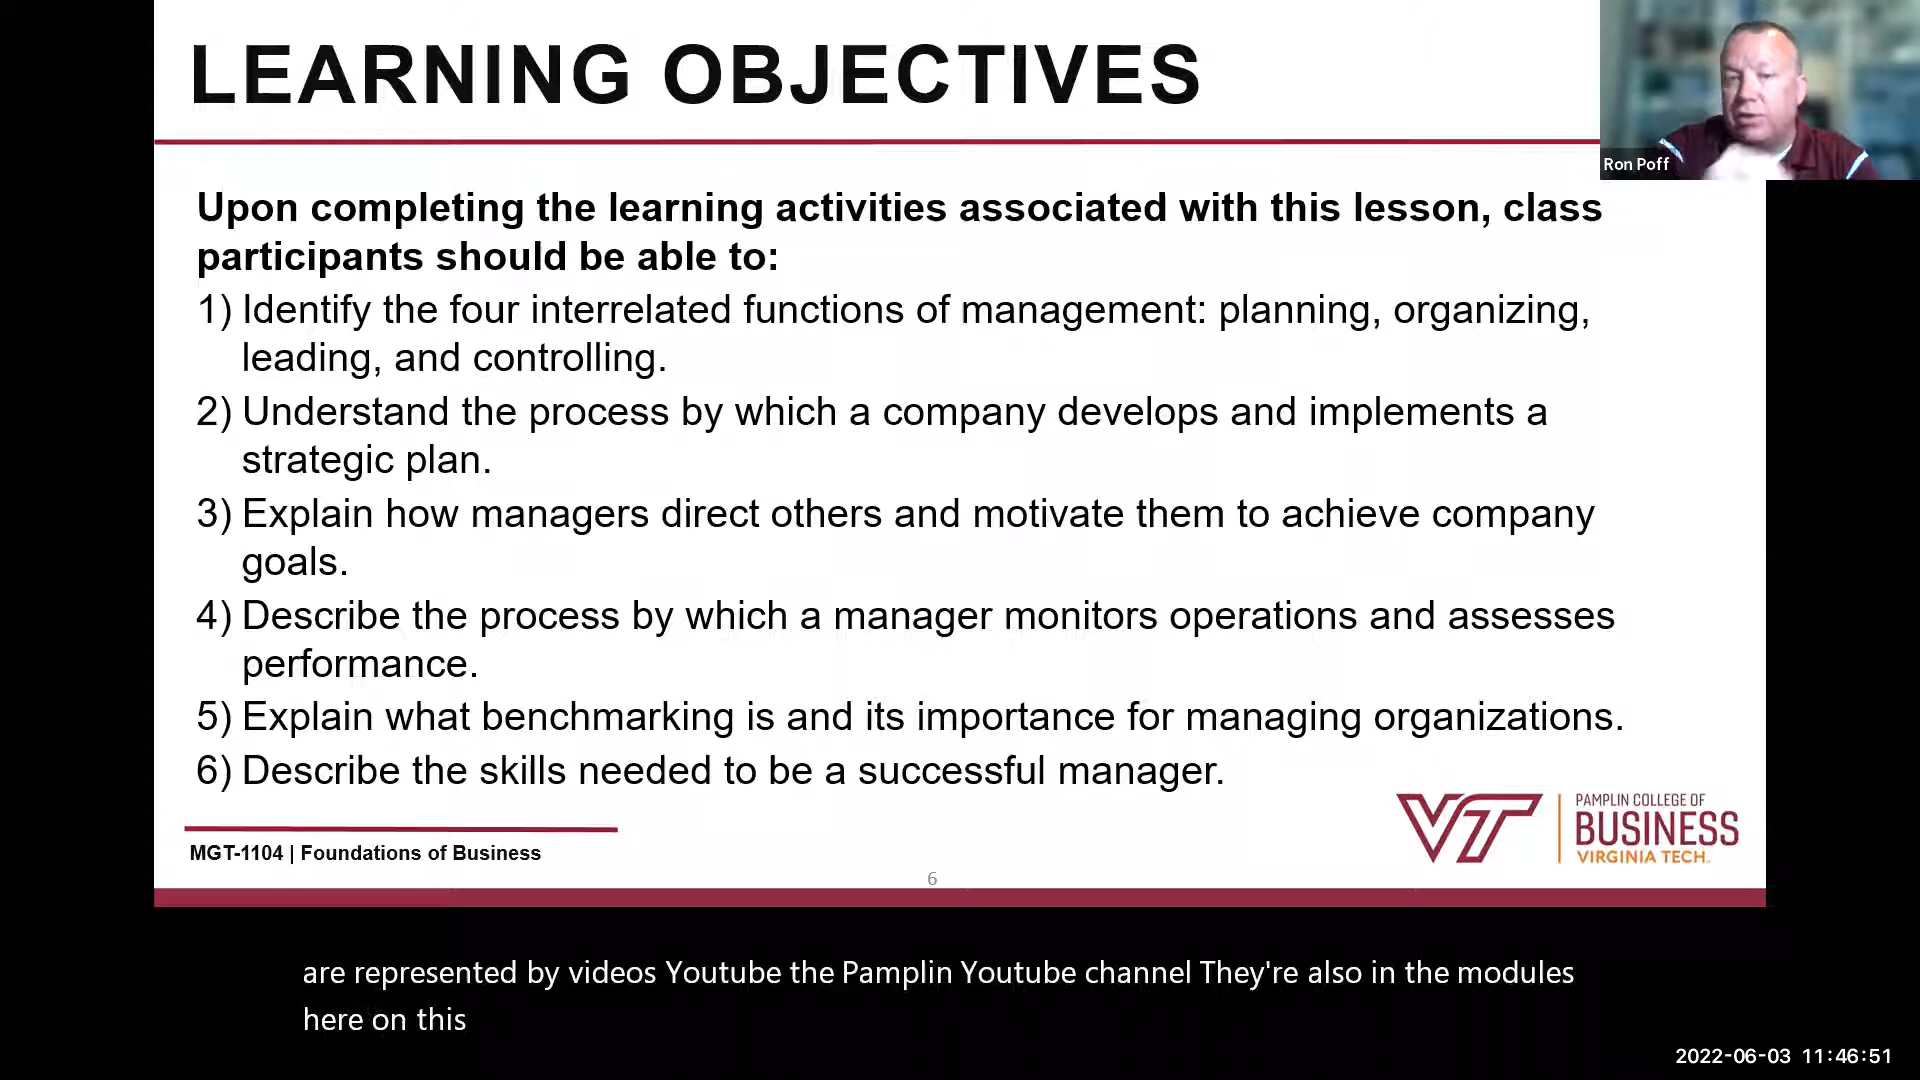 LEARNING OBJECTIVES
Ron Poff
Upon completing the learning activities associated with this lesson, class
participants should be able to:
1) Identify the four interrelated functions of management: planning, organizing,
leading, and controlling.
2) Understand the process by which a company develops and implements a
strategic plan.
3) Explain how managers direct others and motivate them to achieve company
goals.
4) Describe the process by which a manager monitors operations and assesses
performance.
5) Explain what benchmarking is and its importance for managing organizations.
6) Describe the skills needed to be a successful manager.
MGT-1104 | Foundations of Business
6
VT
PAMPLIN COLLEGE OF
BUSINESS
VIRGINIA TECH.
are represented by videos Youtube the Pamplin Youtube channel They're also in the modules
here on this
2022-06-03 11:46:51